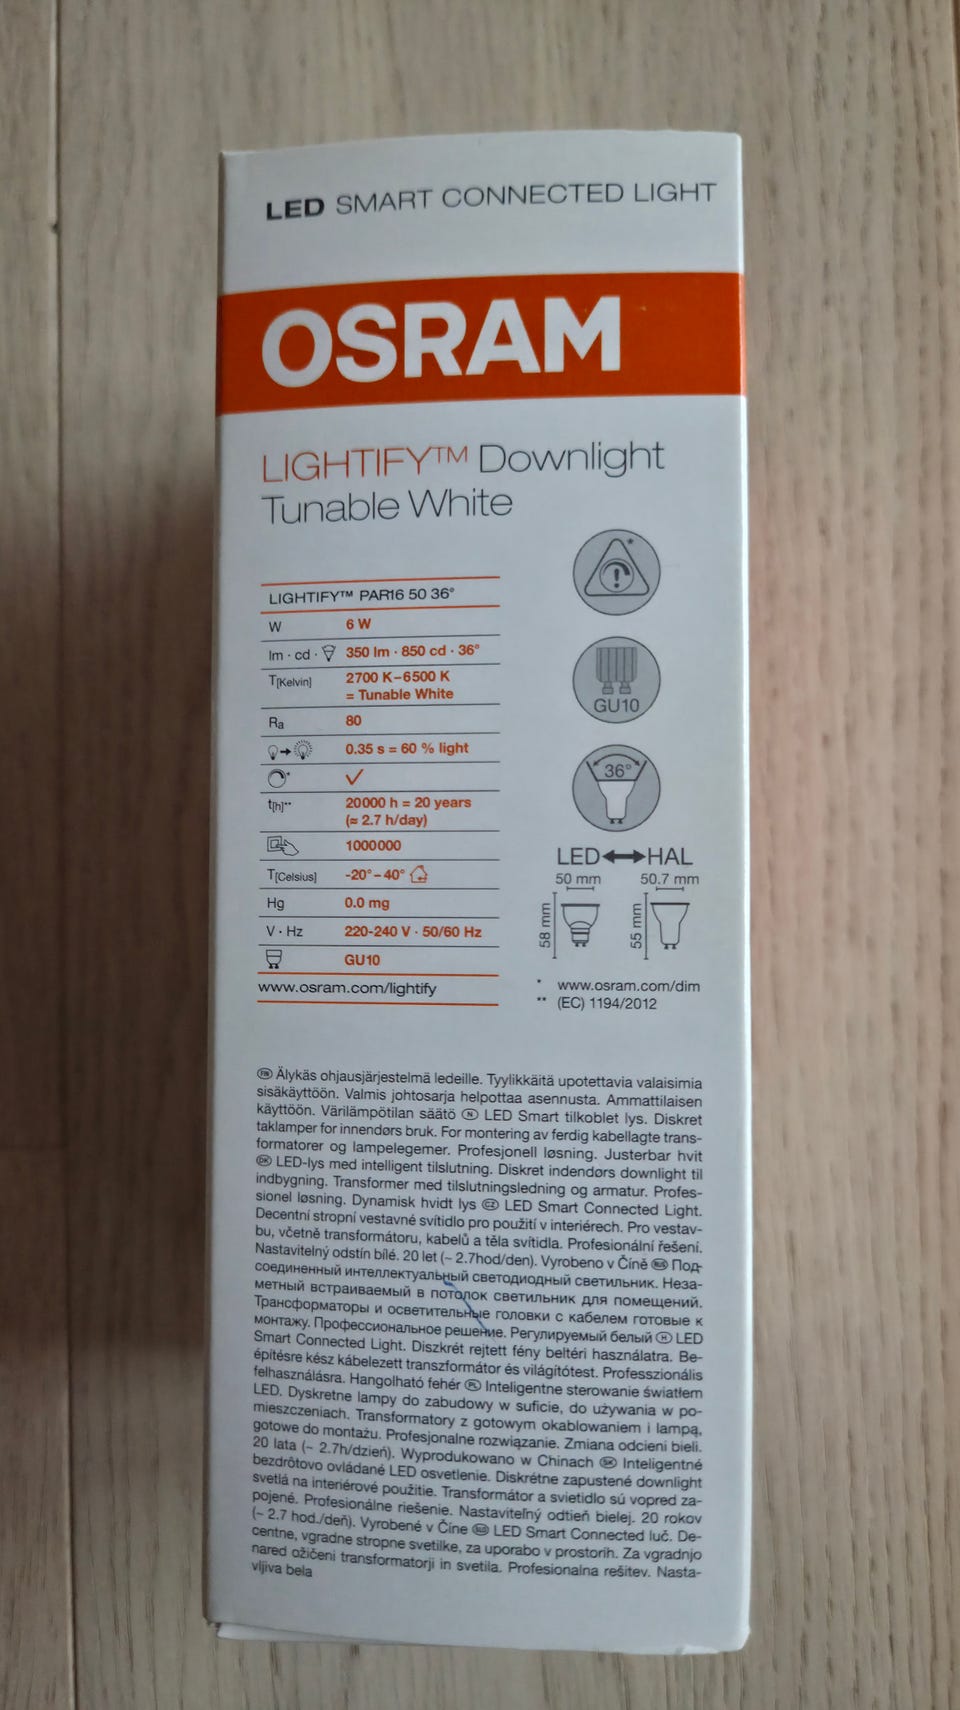 LED SMART CONNECTED LIGHT
OSRAM
LIGHTIFY™ Downlight
Tunable White
LIGHTIFY™ PAR16 50 36°
W 6 W
lm · cd · 350 lm · 850 cd · 36°
T[Kelvin] 2700 K–6500 K
= Tunable White
Ra 80
0.35 s = 60 % light
*
t[h]** 20000 h = 20 years
(≈ 2.7 h/day)
1000000
T[Celsius] -20° – 40°
Hg 0.0 mg
V · Hz 220-240 V · 50/60 Hz
GU10
www.osram.com/lightify
! *
GU10
36°
LED HAL
50 mm 50.7 mm
58 mm 55 mm
* www.osram.com/dim
** (EC) 1194/2012
FIN Älykäs ohjausjärjestelmä ledeille. Tyylikkäitä upotettavia valaisimia
sisäkäyttöön. Valmis johtosarja helpottaa asennusta. Ammattilaisen
käyttöön. Värilämpötilan säätö N LED Smart tilkoblet lys. Diskret
taklamper for innendørs bruk. For montering av ferdig kabellagte trans-
formatorer og lampelegemer. Profesjonell løsning. Justerbar hvit
DK LED-lys med intelligent tilslutning. Diskret indendørs downlight til
indbygning. Transformer med tilslutningsledning og armatur. Profes-
sionel løsning. Dynamisk hvidt lys CZ LED Smart Connected Light.
Decentní stropní vestavné svítidlo pro použití v interiérech. Pro vestav-
bu, včetně transformátoru, kabelů a těla svítidla. Profesionální řešení.
Nastavitelný odstín bílé. 20 let (~ 2.7hod/den). Vyrobeno v Číně RUS Под-
соединенный интеллектуальный светодиодный светильник. Неза-
метный встраиваемый в потолок светильник для помещений.
Трансформаторы и осветительные головки с кабелем готовые к
монтажу. Профессиональное решение. Регулируемый белый H LED
Smart Connected Light. Diszkrét rejtett fény beltéri használatra. Be-
építésre kész kábelezett transzformátor és világítótest. Professzionális
felhasználásra. Hangolható fehér PL Inteligentne sterowanie światłem
LED. Dyskretne lampy do zabudowy w suficie, do używania w po-
mieszczeniach. Transformatory z gotowym okablowaniem i lampą,
gotowe do montażu. Profesjonalne rozwiązanie. Zmiana odcieni bieli.
20 lata (~ 2.7h/dzień). Wyprodukowano w Chinach SK Inteligentné
bezdrôtovo ovládané LED osvetlenie. Diskrétne zapustené downlight
svetlá na interiérové použitie. Transformátor a svietidlo sú vopred za-
pojené. Profesionálne riešenie. Nastaviteľný odtieň bielej. 20 rokov
(~ 2.7 hod./deň). Vyrobené v Číne SLO LED Smart Connected luč. De-
centne, vgradne stropne svetilke, za uporabo v prostorih. Za vgradnjo
nared ožičeni transformatorji in svetila. Profesionalna rešitev. Nasta-
vljiva bela